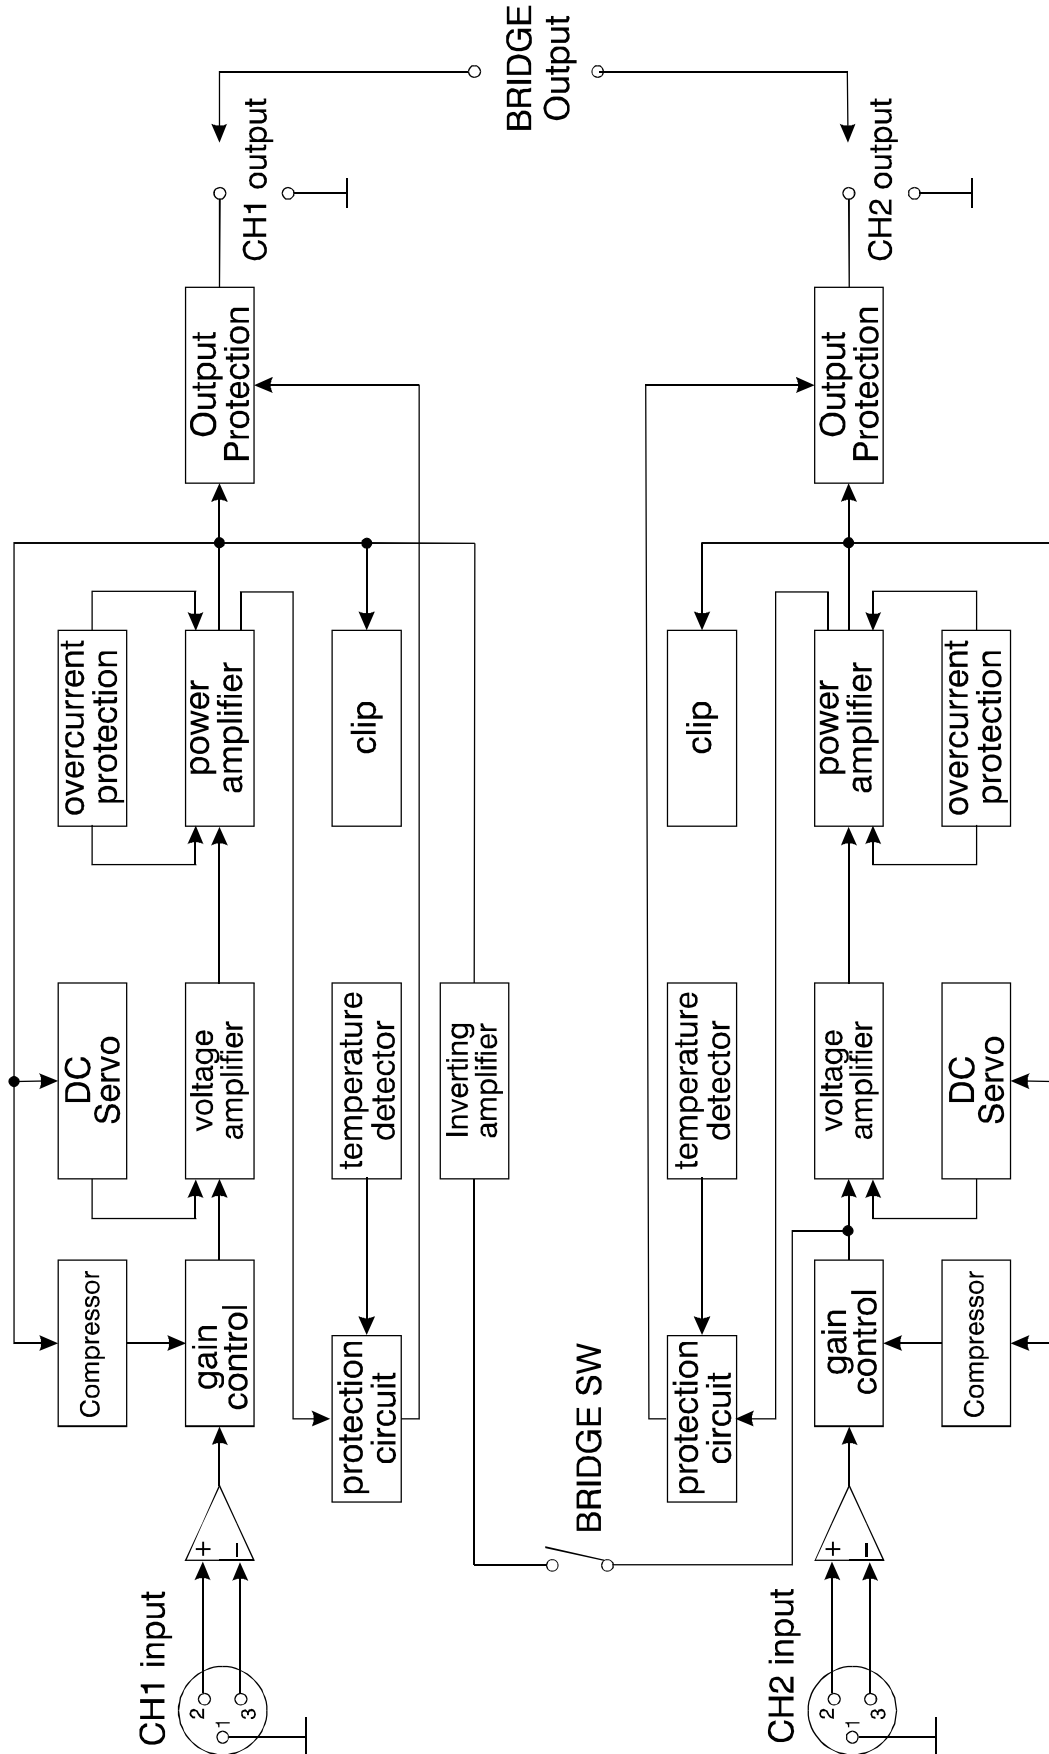 CH1 input
2
3
1
+
−
gain
control
Compressor
voltage
amplifier
DC
Servo
power
amplifier
overcurrent
protection
Output
Protection
CH1 output
clip
temperature
detector
protection
circuit
Inverting
amplifier
BRIDGE SW
BRIDGE
Output
CH2 input
2
3
1
+
−
gain
control
Compressor
voltage
amplifier
DC
Servo
power
amplifier
overcurrent
protection
Output
Protection
CH2 output
clip
temperature
detector
protection
circuit